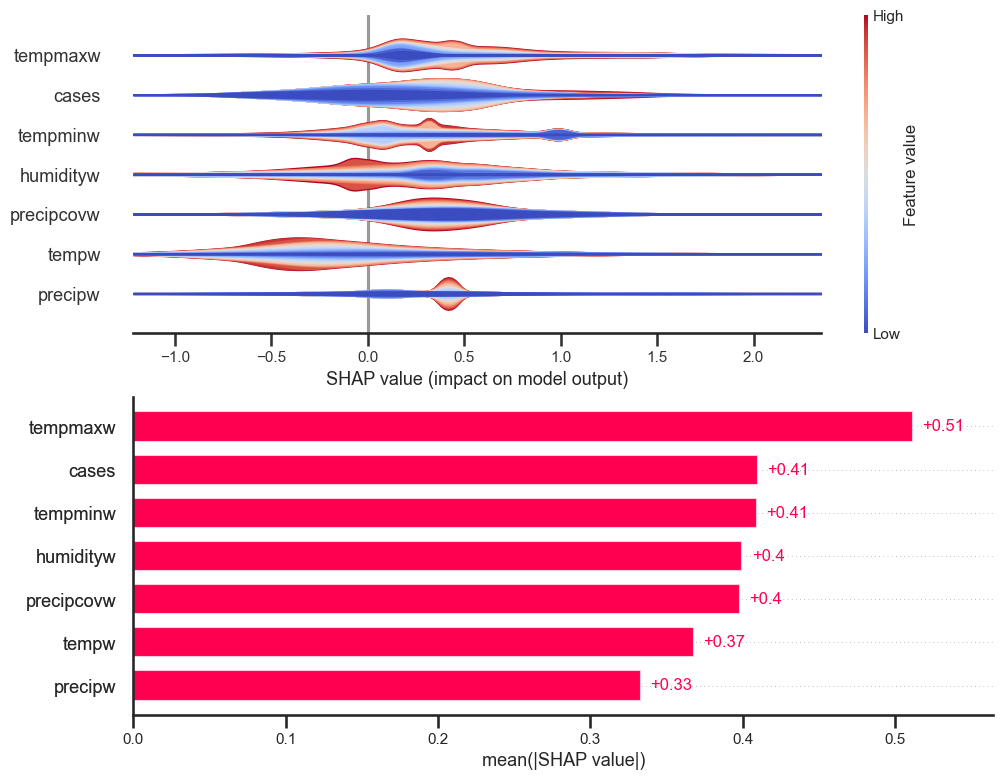 High
tempmaxw
cases
tempminw
humidityw
precipcovw
tempw
precipw
Feature value
Low
−1.0 −0.5 0.0 0.5 1.0 1.5 2.0
SHAP value (impact on model output)
tempmaxw +0.51
cases +0.41
tempminw +0.41
humidityw +0.4
precipcovw +0.4
tempw +0.37
precipw +0.33
0.0 0.1 0.2 0.3 0.4 0.5
mean(|SHAP value|)